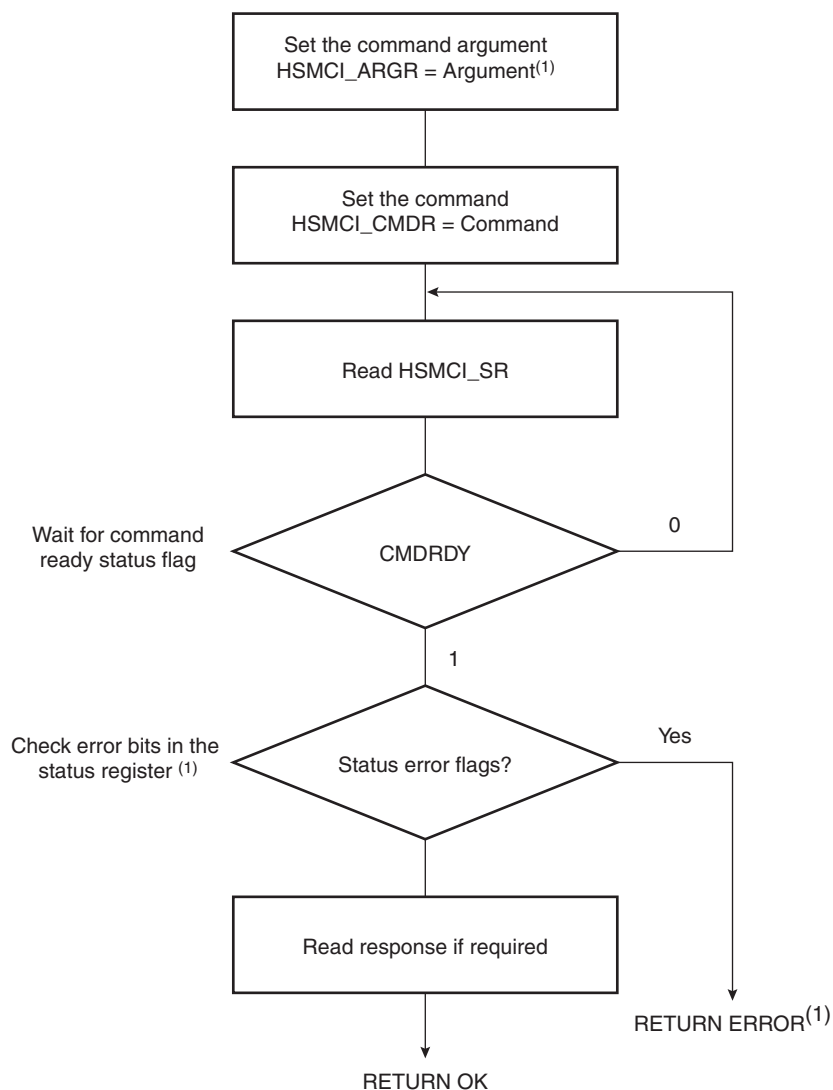 Set the command argument
HSMCI_ARGR = Argument(1)
Set the command
HSMCI_CMDR = Command
Read HSMCI_SR
Wait for command
ready status flag
CMDRDY
0
1
Check error bits in the
status register (1)
Status error flags?
Yes
Read response if required
RETURN ERROR(1)
RETURN OK